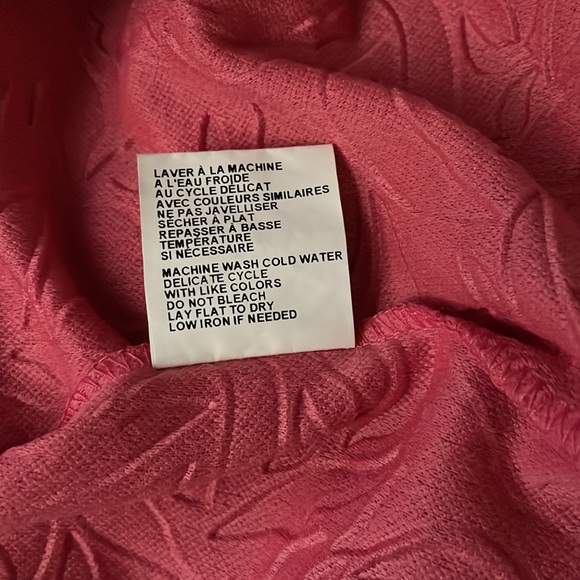 LAVER À LA MACHINE
A L'EAU FROIDE
AU CYCLE DÉLICAT
AVEC COULEURS SIMILAIRES
NE PAS JAVELLISER
SÉCHER À PLAT
REPASSER À BASSE
TEMPÉRATURE
SI NÉCESSAIRE
MACHINE WASH COLD WATER
DELICATE CYCLE
WITH LIKE COLORS
DO NOT BLEACH
LAY FLAT TO DRY
LOW IRON IF NEEDED